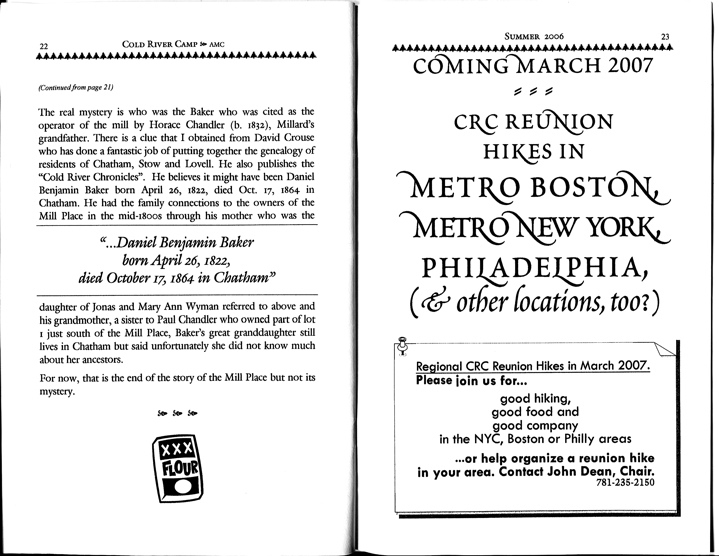 22
COLD RIVER CAMP AMC
(Continued from page 21)
The real mystery is who was the Baker who was cited as the
operator of the mill by Horace Chandler (b. 1832), Millard's
grandfather. There is a clue that I obtained from David Crouse
who has done a fantastic job of putting together the genealogy of
residents of Chatham, Stow and Lovell. He also publishes the
"Cold River Chronicles". He believes it might have been Daniel
Benjamin Baker born April 26, 1822, died Oct. 17, 1864 in
Chatham. He had the family connections to the owners of the
Mill Place in the mid-1800s through his mother who was the
"...Daniel Benjamin Baker
born April 26, 1822,
died October 17, 1864 in Chatham"
daughter of Jonas and Mary Ann Wyman referred to above and
his grandmother, a sister to Paul Chandler who owned part of lot
1 just south of the Mill Place, Baker's great granddaughter still
lives in Chatham but said unfortunately she did not know much
about her ancestors.
For now, that is the end of the story of the Mill Place but not its
mystery.
XXX
FLOUR
SUMMER 2006
23
COMING MARCH 2007
CRC REUNION
HIKES IN
METRO BOSTON,
METRO NEW YORK,
PHILADELPHIA,
(& other locations, too?)
Regional CRC Reunion Hikes in March 2007.
Please join us for...
good hiking,
good food and
good company
in the NYC, Boston or Philly areas
...or help organize a reunion hike
in your area. Contact John Dean, Chair.
781-235-2150